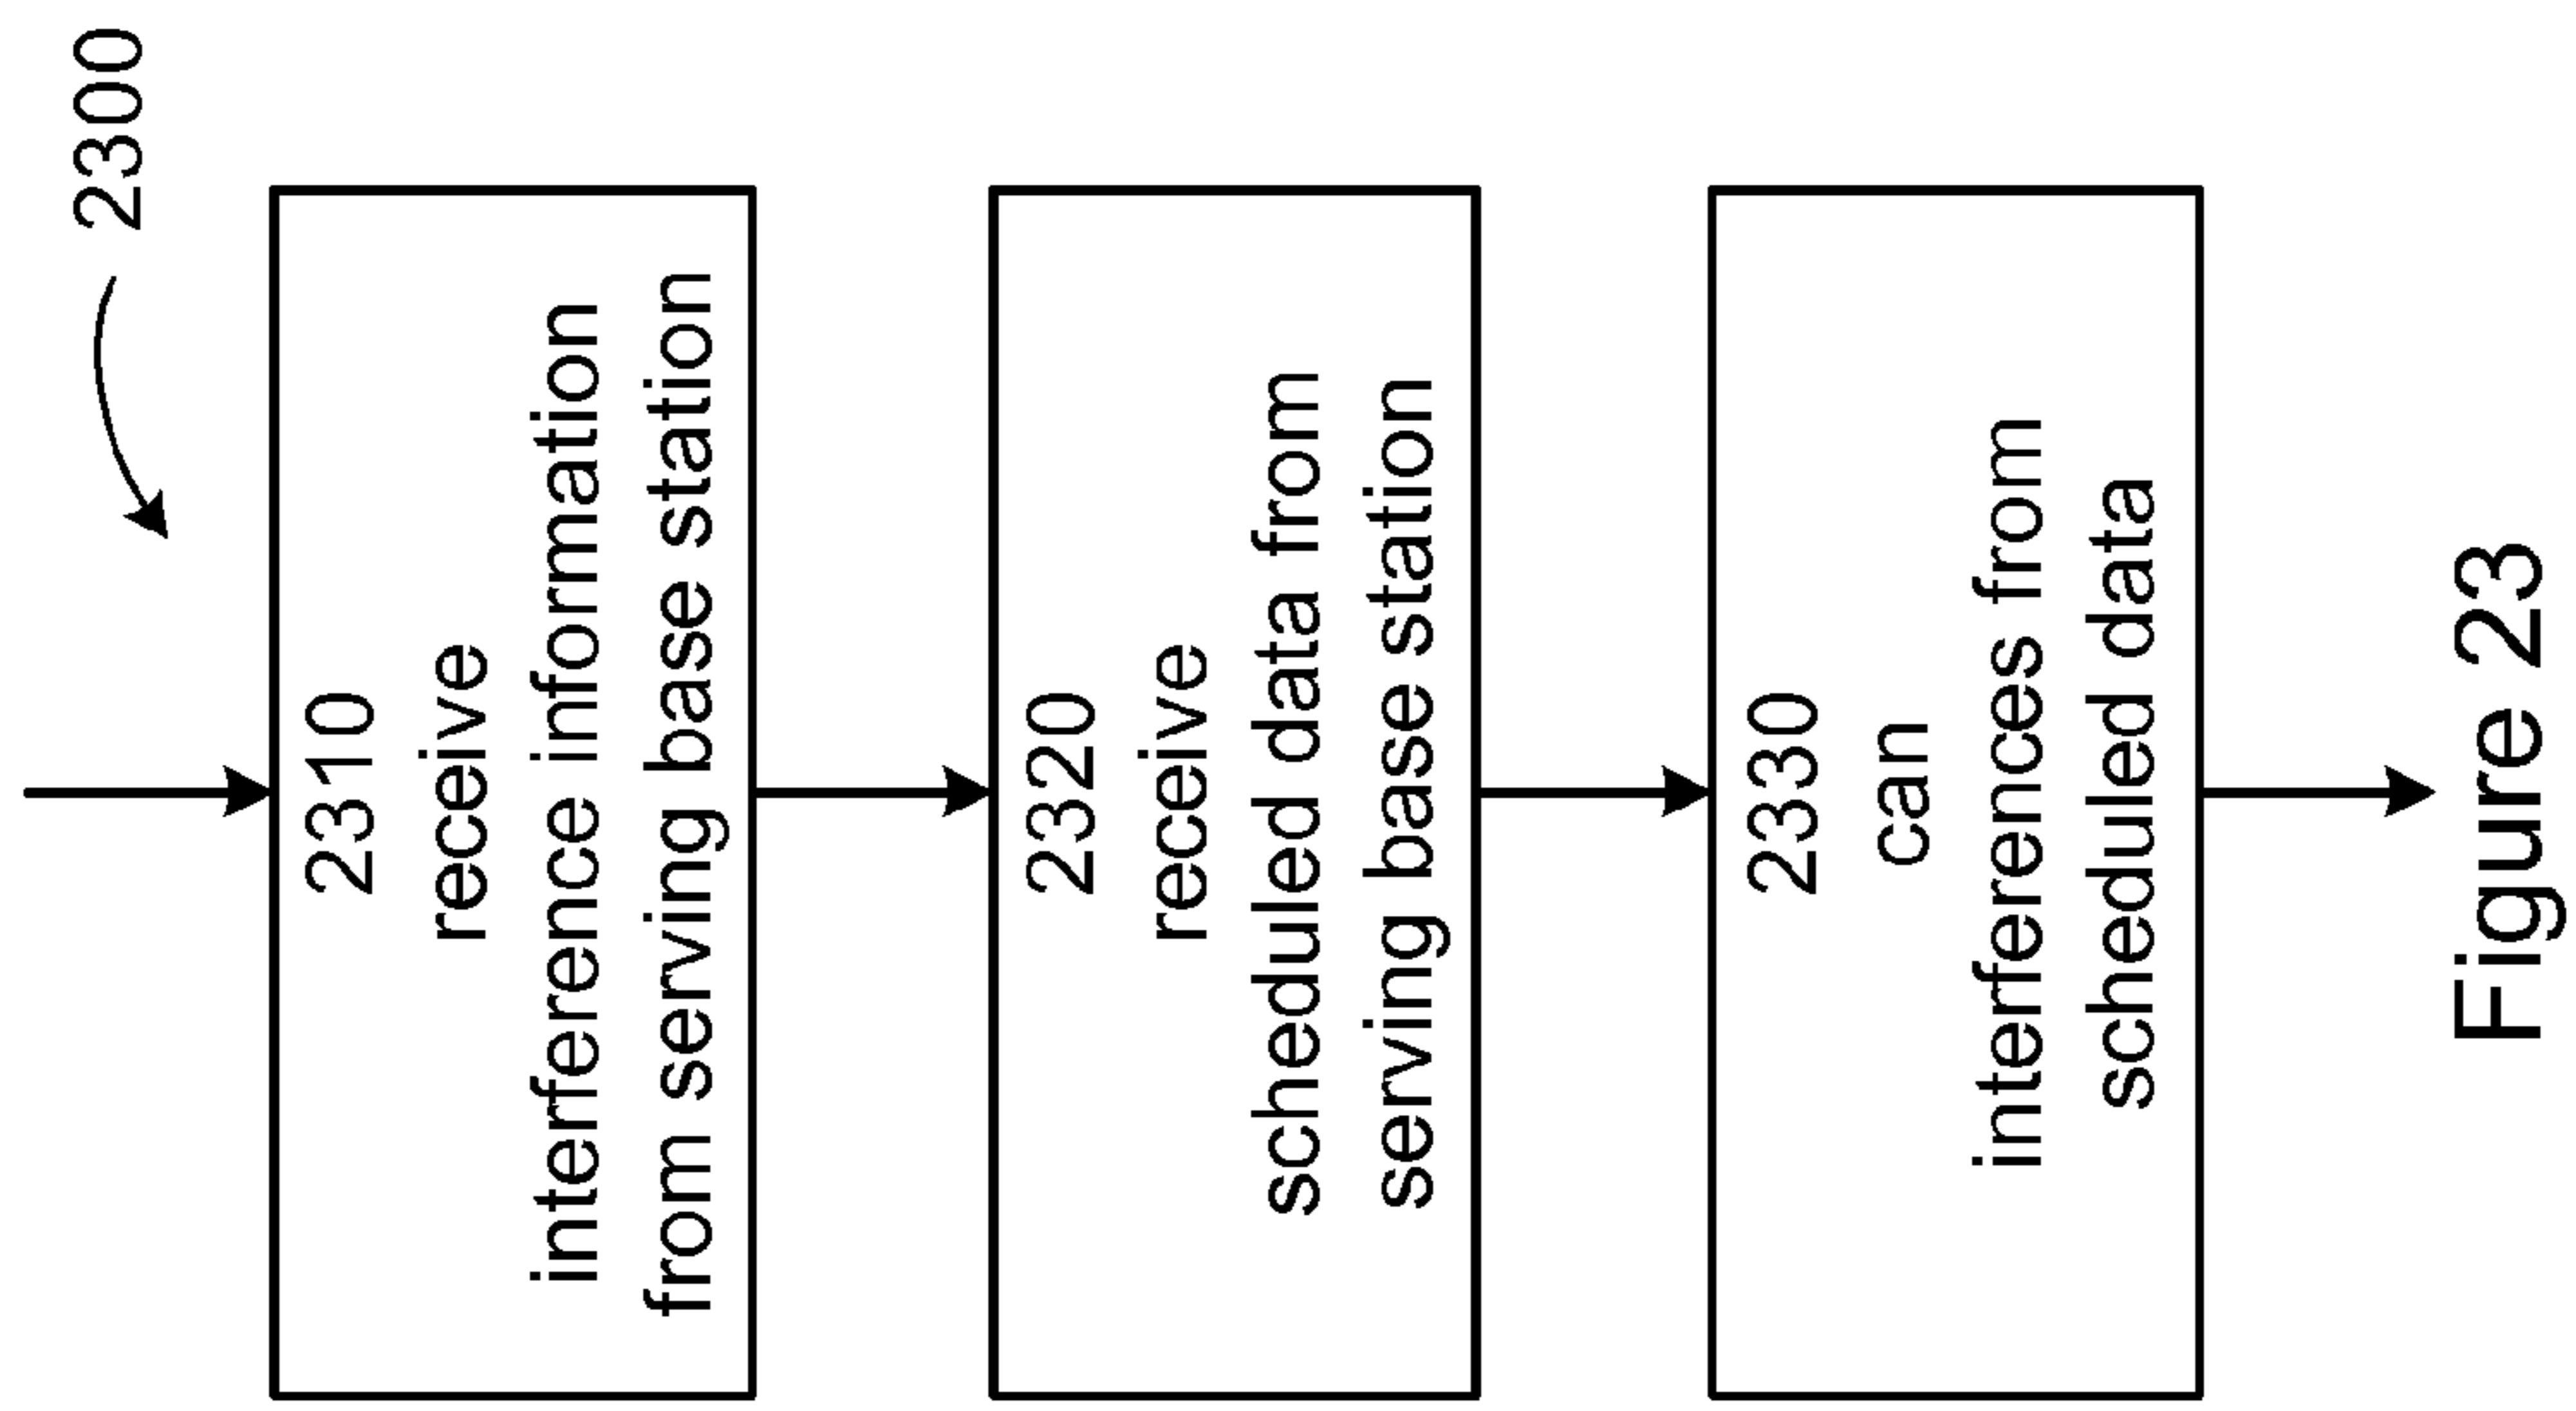 2300
2310
receive
interference information
from serving base station
2320
receive
scheduled data from
serving base station
2330
can
interferences from
scheduled data
Figure 23